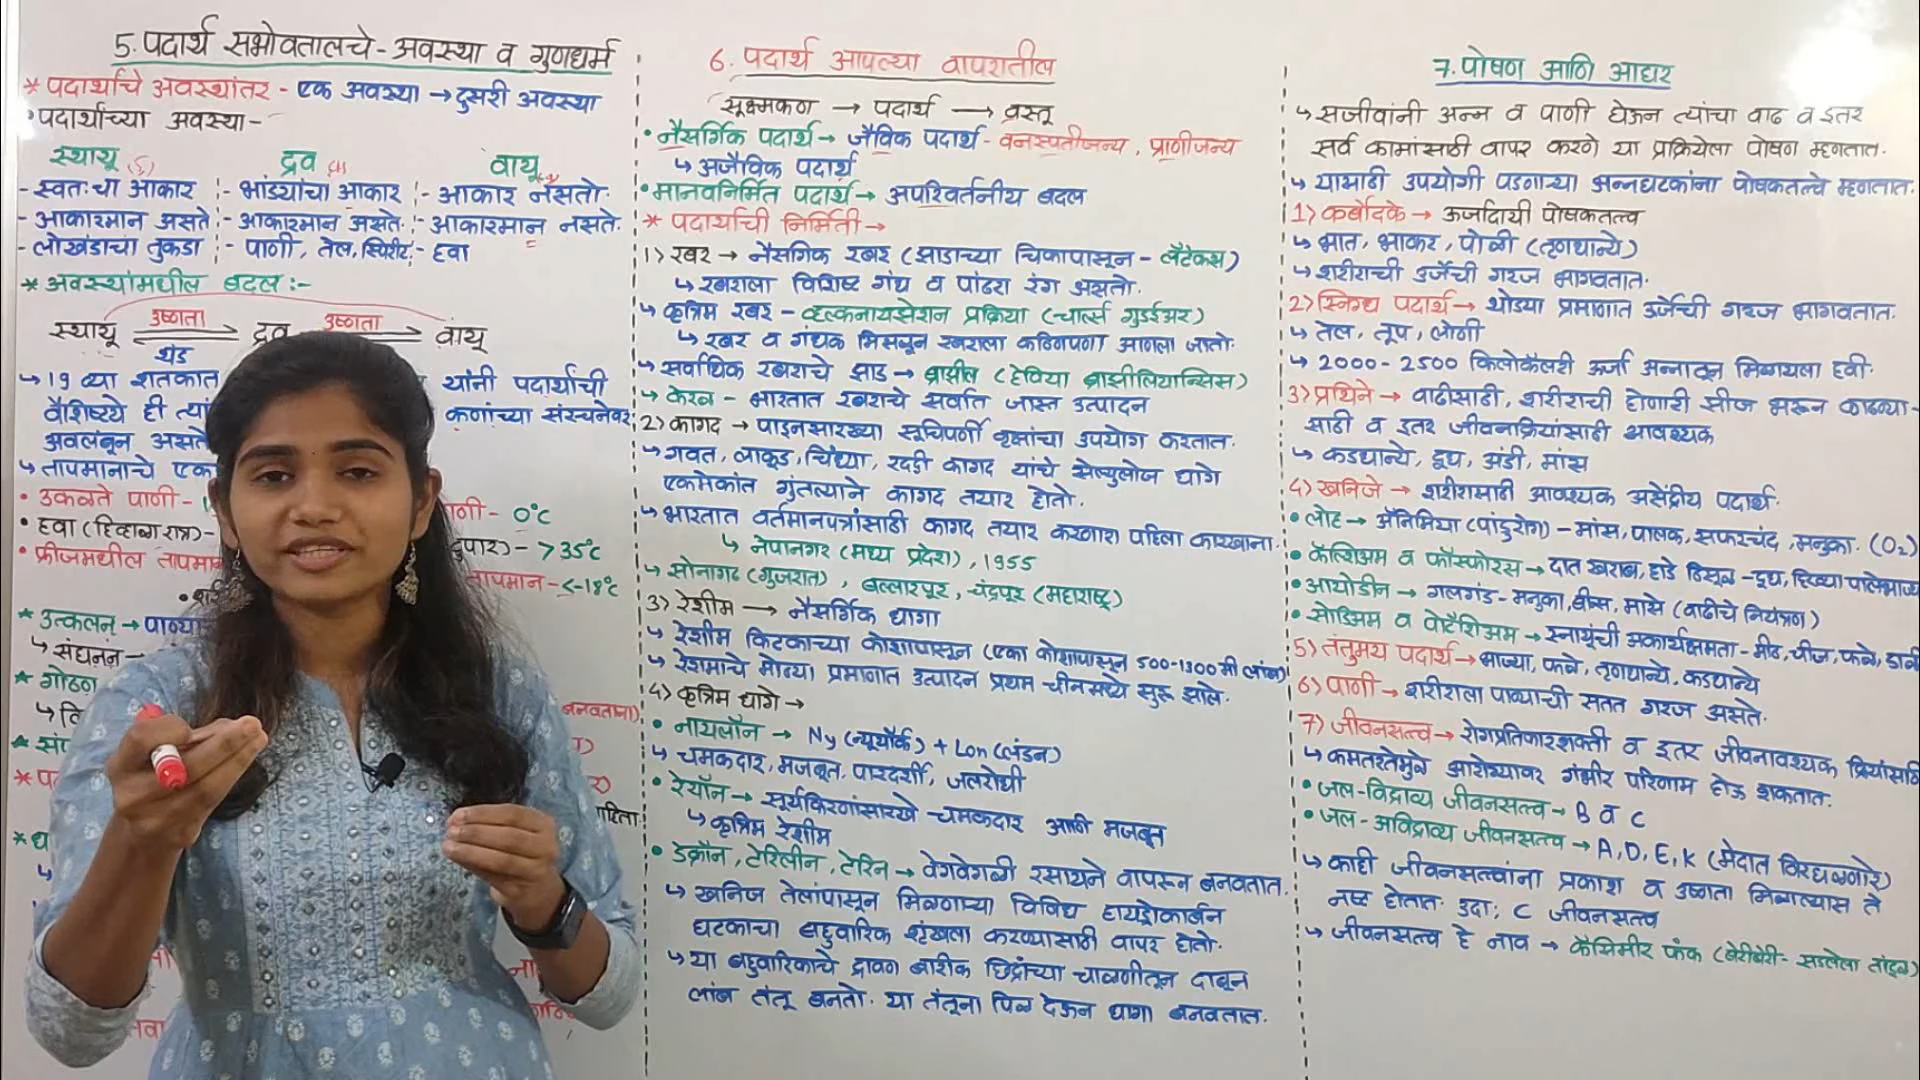 5. पदार्थ सभोवतालचे - अवस्था व गुणधर्म
* पदार्थांचे अवस्थांतर - एक अवस्था → दुसरी अवस्था
• पदार्थांच्या अवस्था -
स्थायू द्रव वायू
- स्वतःचा आकार - भांड्यांचा आकार - आकार नसतो.
- आकारमान असते - आकारमान असते. - आकारमान नसते.
- लोखंडाचा तुकडा - पाणी, तेल, स्पिरीट - हवा
* अवस्थांमधील बदल :-
स्थायू उष्णता द्रव उष्णता वायू
थंड
↳ 19 व्या शतकात यांनी पदार्थाची
वैशिष्ट्ये ही कणांच्या संरचनेवर
अवलंबून असते
↳ तापमानाचे
• उकळते पाणी - 0°C
• हवा (हिवाळा रात्र) - >35°C
• फ्रीजमधील तापमान - <-18°C
* उत्कलन →
↳ संघनन →
* गोठण
6. पदार्थ आपल्या वापरातील
सूक्ष्मकण → पदार्थ → वस्तू
• नैसर्गिक पदार्थ → जैविक पदार्थ - वनस्पतीजन्य, प्राणीजन्य
↳ अजैविक पदार्थ
• मानवनिर्मित पदार्थ → अपरिवर्तनीय बदल
* पदार्थाची निर्मिती →
1) रबर → नैसर्गिक रबर (झाडाच्या चिकापासून - लॅटेक्स)
↳ रबराला विशिष्ट गंध व पांढरा रंग असतो.
↳ कृत्रिम रबर - व्हल्कनायझेशन प्रक्रिया (चार्ल्स गुडईअर)
↳ रबर व गंधक मिसळून रबराला कठिणपणा आणला जातो.
↳ सर्वाधिक रबराचे झाड → ब्राझील (हेविया ब्राझीलियान्सिस)
↳ केरळ - भारतात रबराचे सर्वात जास्त उत्पादन
2) कागद → पाइनसारख्या सूचिपर्णी वृक्षांचा उपयोग करतात.
↳ गवत, लाकूड, चिंध्या, रद्दी कागद यांचे सेल्युलोज धागे
एकमेकांत गुंतल्याने कागद तयार होतो.
↳ भारतात वर्तमानपत्रांसाठी कागद तयार करणारा पहिला कारखाना
↳ नेपानगर (मध्य प्रदेश), 1955
↳ सोनागढ (गुजरात), बल्लारपूर, चंद्रपूर (महाराष्ट्र)
3) रेशीम → नैसर्गिक धागा
↳ रेशीम किटकाच्या कोशापासून (एका कोशापासून 500-1300 मी लांब)
↳ रेशमाचे मोठ्या प्रमाणात उत्पादन प्रथम चीनमध्ये सुरू झाले.
4) कृत्रिम धागे →
• नायलॉन → Ny (न्यूयॉर्क) + Lon (लंडन)
↳ चमकदार, मजबूत, पारदर्शी, जलरोधी
• रेयॉन → सूर्यकिरणांसारखे चमकदार आणि मजबूत
↳ कृत्रिम रेशीम
• डेक्रॉन, टेरिलीन, टेरिन → वेगवेगळी रसायने वापरून बनवतात.
↳ खनिज तेलांपासून मिळणाऱ्या विविध हायड्रोकार्बन
घटकाचा बहुवारिक शृंखला करण्यासाठी वापर होतो.
↳ या बहुवारिकाचे द्रावण बारीक छिद्रांच्या चाळणीतून दाबून
लांब तंतू बनतो. या तंतूंना पिळ देऊन धागा बनवतात.
7. पोषण आणि आहार
↳ सजीवांनी अन्न व पाणी घेऊन त्यांचा वाढ व इतर
सर्व कामांसाठी वापर करणे या प्रक्रियेला पोषण म्हणतात.
↳ यासाठी उपयोगी पडणाऱ्या अन्नघटकांना पोषकतत्वे म्हणतात.
1) कर्बोदके → ऊर्जादायी पोषकतत्व
↳ भात, भाकर, पोळी (तृणधान्ये)
↳ शरीराची उर्जेची गरज भागवतात.
2) स्निग्ध पदार्थ → थोड्या प्रमाणात उर्जेची गरज भागवतात.
↳ तेल, तूप, लोणी
↳ 2000-2500 किलोकॅलरी ऊर्जा अन्नातून मिळायला हवी.
3) प्रथिने → वाढीसाठी, शरीराची होणारी झीज भरून काढण्या-
साठी व इतर जीवनक्रियांसाठी आवश्यक
↳ कडधान्ये, दूध, अंडी, मांस
4) खनिजे → शरीरासाठी आवश्यक असेंद्रीय पदार्थ.
• लोह → ॲनिमिया (पांडुरोग) - मांस, पालक, सफरचंद, मनुका. (O₂)
• कॅल्शिअम व फॉस्फोरस → दात खराब, हाडे ठिसूळ - दूध, हिरव्या पालेभाज्या
• आयोडीन → गलगंड - मनुका, बीन्स, मासे (वाढीचे नियंत्रण)
• सोडिअम व पोटॅशिअम → स्नायूंची अकार्यक्षमता - मीठ, चीज, फळे, डाळी
5) तंतुमय पदार्थ → भाज्या, फळे, तृणधान्ये, कडधान्ये
6) पाणी → शरीराला पाण्याची सतत गरज असते.
7) जीवनसत्व → रोगप्रतिकारशक्ती व इतर जीवनावश्यक क्रियांसाठी
↳ कमतरतेमुळे आरोग्यावर गंभीर परिणाम होऊ शकतात.
• जल-विद्राव्य जीवनसत्व → B व C
• जल-अविद्राव्य जीवनसत्व → A, D, E, K (मेदात विरघळणारे)
↳ काही जीवनसत्वांना प्रकाश व उष्णता मिळाल्यास ते
नष्ट होतात. उदा; C जीवनसत्व
↳ जीवनसत्व हे नाव → कॅसिमीर फंक (बेरीबेरी - सडलेला तांदूळ)